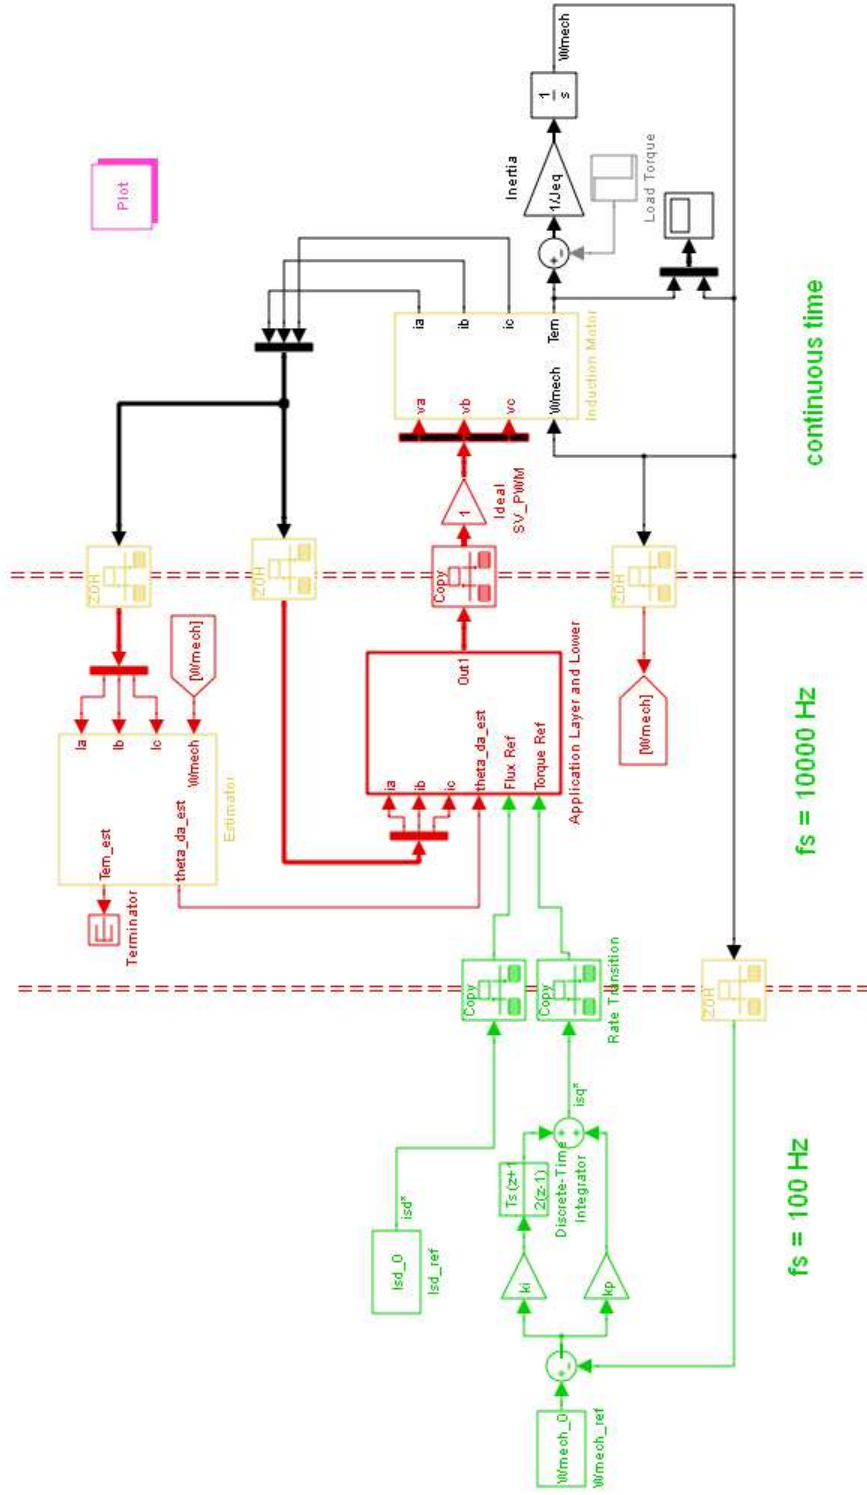 Plot
Wmech
1
s
Inertia
1/Jeq
Load Torque
+
-
ia
ib
ic
Tem
va
vb
vc
Wmech
Induction Motor
1
Ideal
SV_PWM
continuous time
ZOH
ZOH
Copy
ZOH
[Wmech]
[Wmech]
Ia
Ib
Ic
Wmech
Tem_est
theta_da_est
Estimator
Terminator
Out1
ia
ib
ic
theta_da_est
Flux Ref
Torque Ref
Application Layer and Lower
fs = 10000 Hz
Copy
Copy
Rate Transition
ZOH
isd*
Isd_0
Isd_ref
isq*
Ts (z+1
2(z-1)
Discrete-Time
Integrator
ki
kp
+
-
Wmech_0
Wmech_ref
fs = 100 Hz